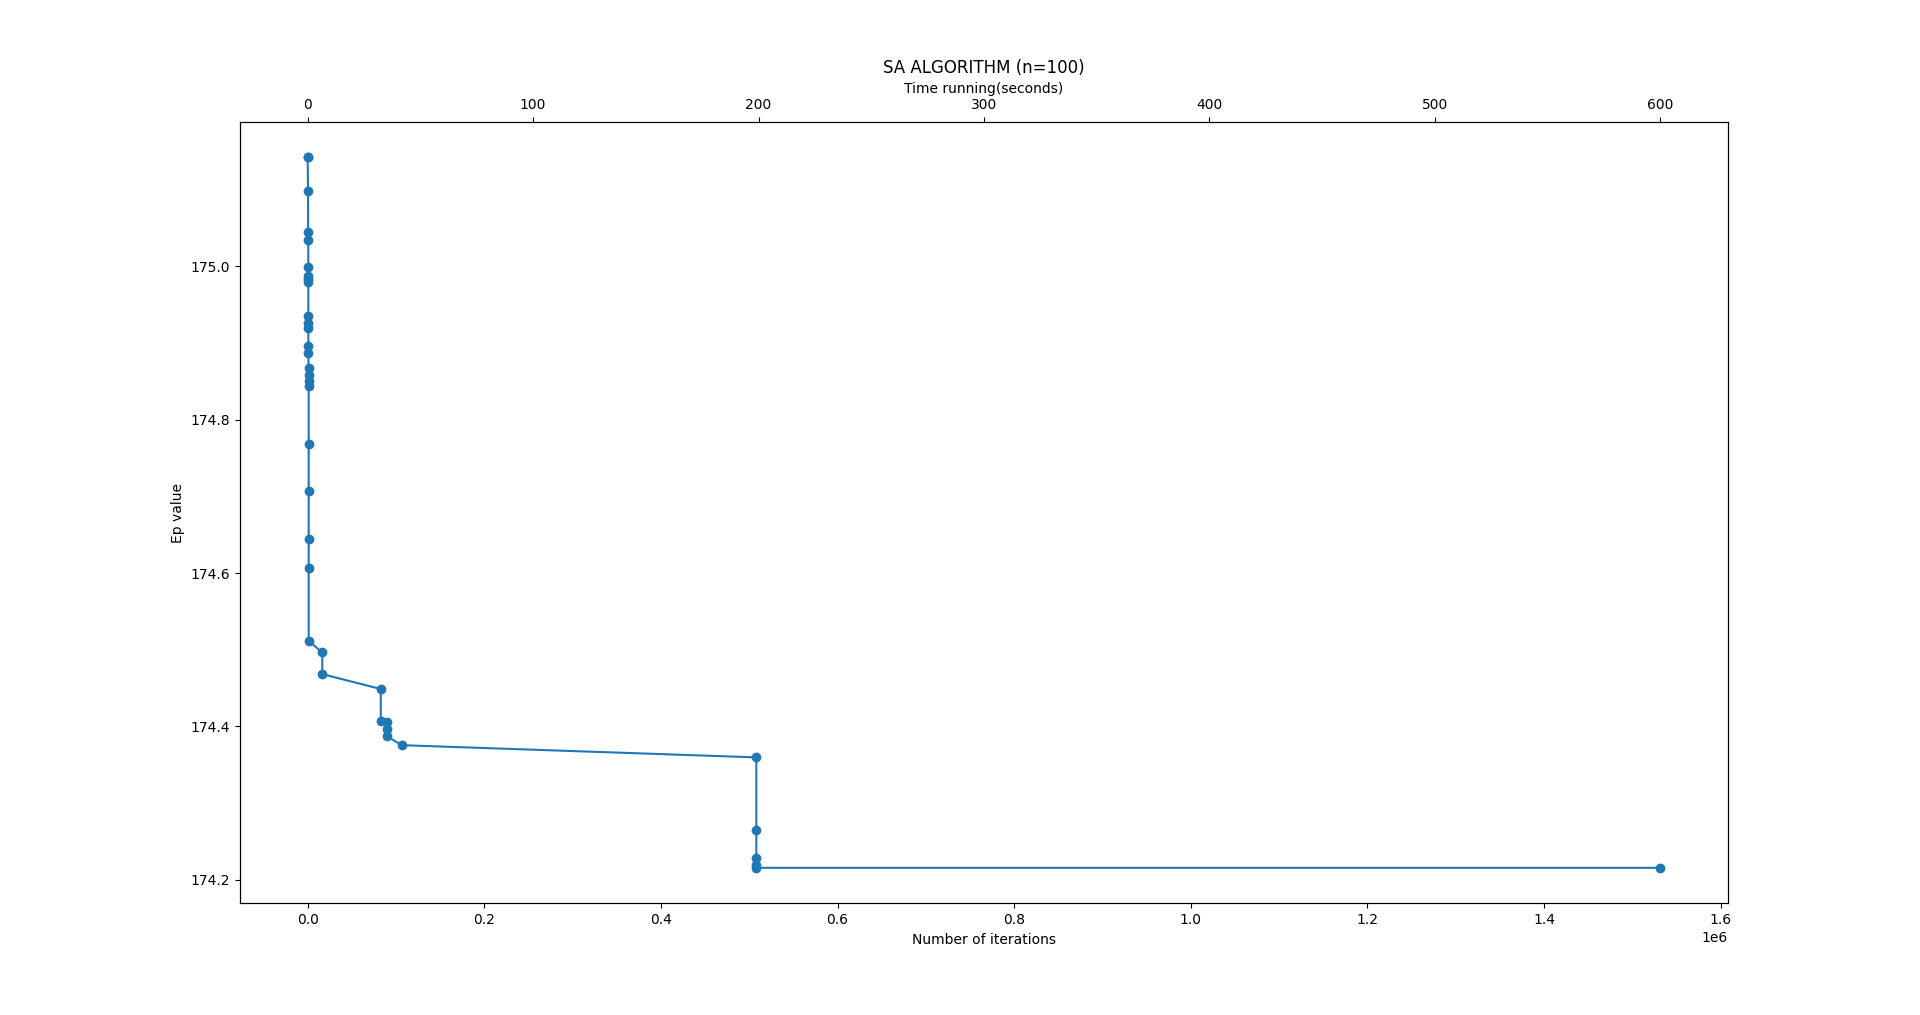 SA ALGORITHM (n=100)
Time running(seconds)
0 100 200 300 400 500 600
175.0
174.8
174.6
174.4
174.2
Ep value
0.0 0.2 0.4 0.6 0.8 1.0 1.2 1.4 1.6
1e6
Number of iterations